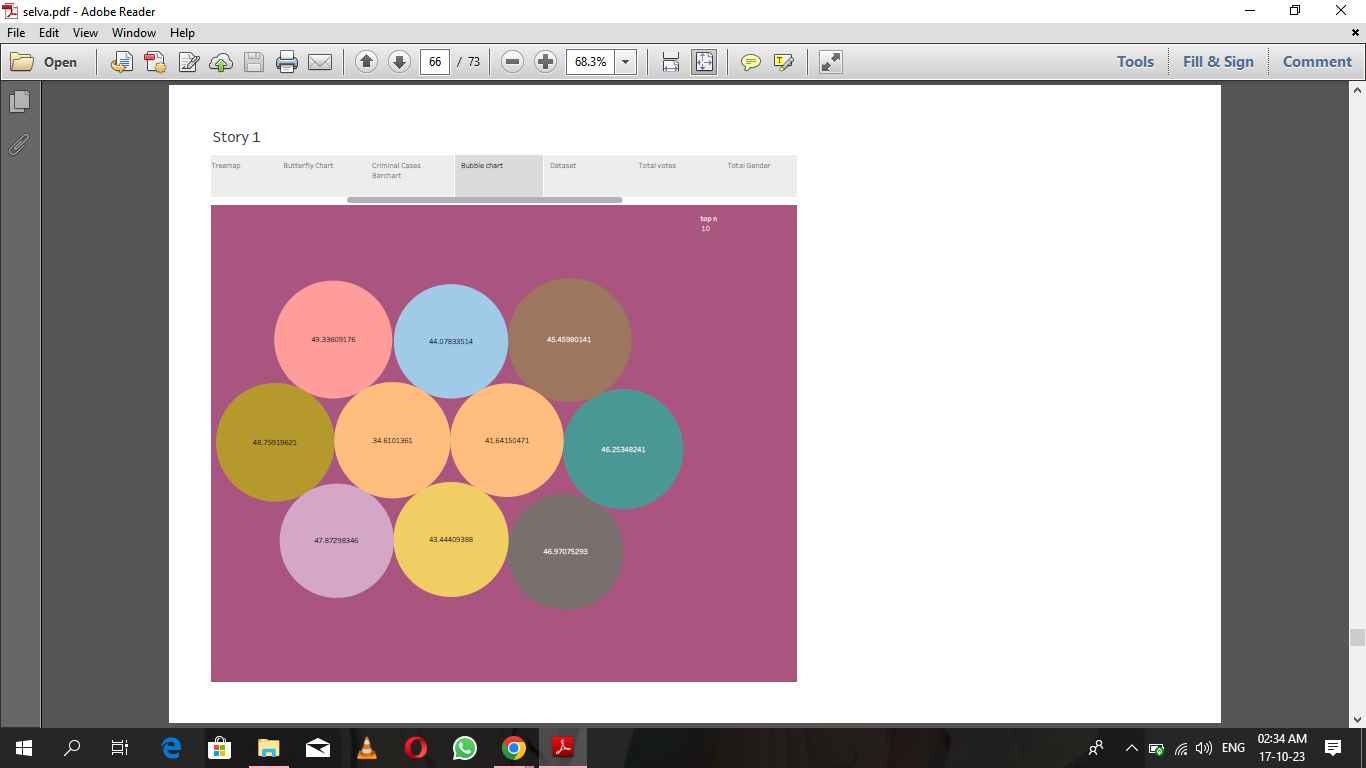 selva.pdf - Adobe Reader
File Edit View Window Help
Open 66 / 73 68.3% Tools Fill & Sign Comment
Story 1
Treemap Butterfly Chart Criminal Cases Barchart Bubble chart Dataset Total votes Total Gender
top n
10
49.33609176 44.07833514 45.45980141
48.75919621 34.6101361 41.64150471 46.25348241
47.87298346 43.44409388 46.97075293
ENG 02:34 AM
17-10-23